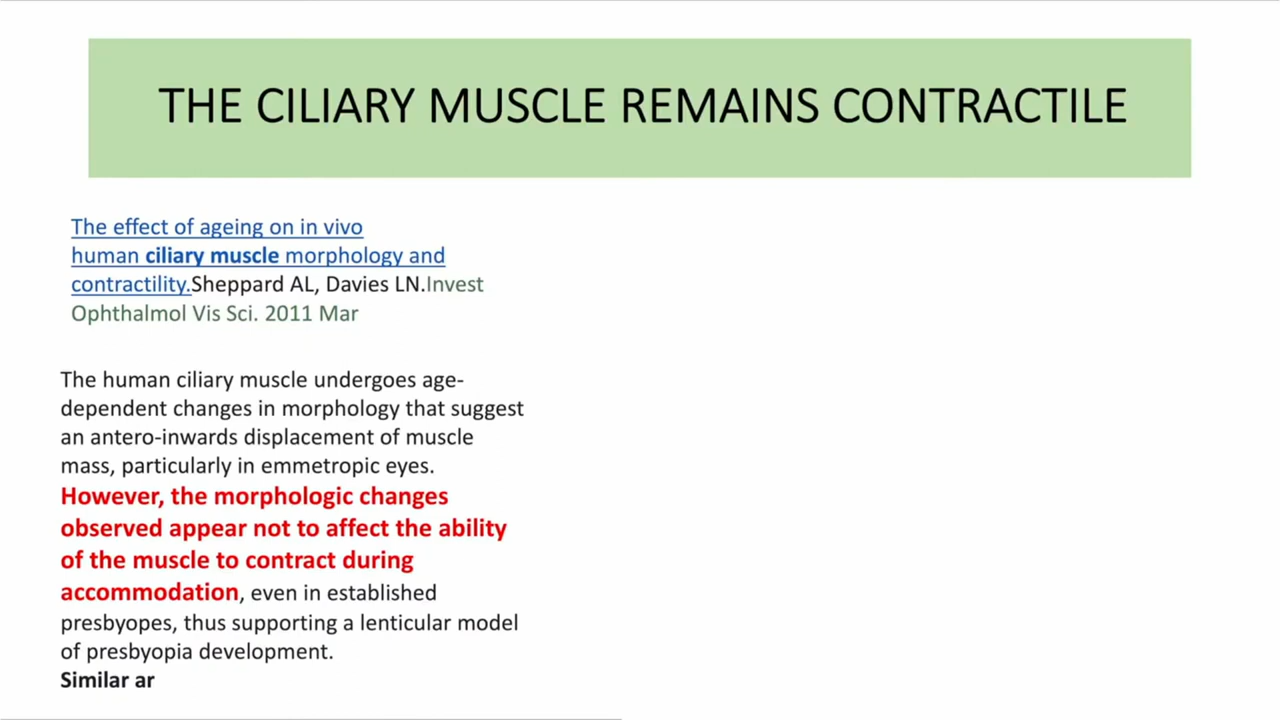 THE CILIARY MUSCLE REMAINS CONTRACTILE
The effect of ageing on in vivo
human ciliary muscle morphology and
contractility.Sheppard AL, Davies LN.Invest
Ophthalmol Vis Sci. 2011 Mar
The human ciliary muscle undergoes age-
dependent changes in morphology that suggest
an antero-inwards displacement of muscle
mass, particularly in emmetropic eyes.
However, the morphologic changes
observed appear not to affect the ability
of the muscle to contract during
accommodation, even in established
presbyopes, thus supporting a lenticular model
of presbyopia development.
Similar ar